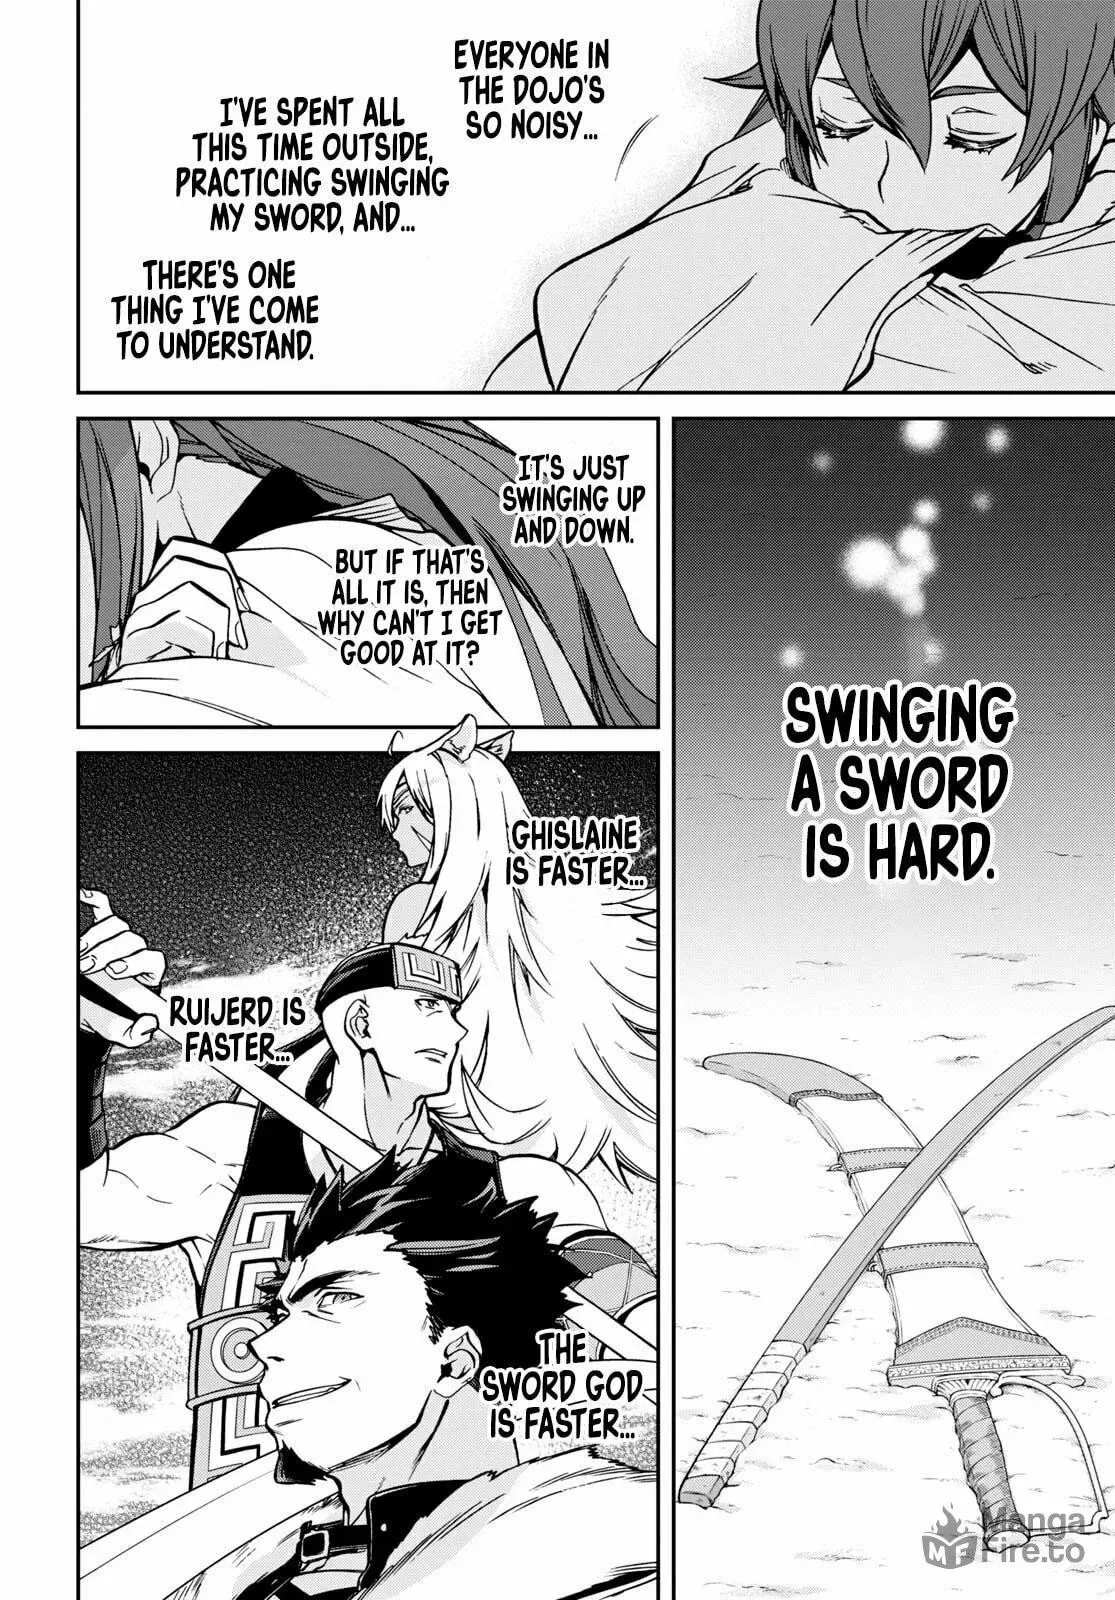 EVERYONE IN
THE DOJO'S
SO NOISY...
I'VE SPENT ALL
THIS TIME OUTSIDE,
PRACTICING SWINGING
MY SWORD, AND...
THERE'S ONE
THING I'VE COME
TO UNDERSTAND.
SWINGING
A SWORD
IS HARD.
IT'S JUST
SWINGING UP
AND DOWN.
BUT IF THAT'S
ALL IT IS, THEN
WHY CAN'T I GET
GOOD AT IT?
GHISLAINE
IS FASTER...
RUIJERD IS
FASTER...
THE
SWORD GOD
IS FASTER...
MF
Manga
Fire.to